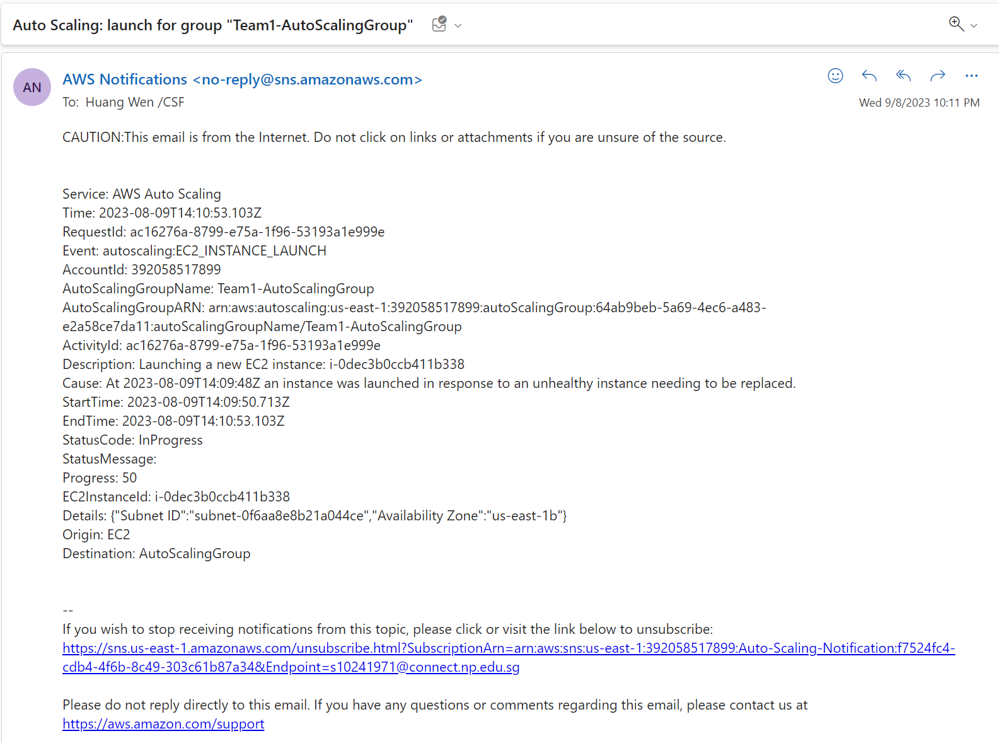 Auto Scaling: launch for group "Team1-AutoScalingGroup"
AN
AWS Notifications <no-reply@sns.amazonaws.com>
To: Huang Wen /CSF
Wed 9/8/2023 10:11 PM
CAUTION:This email is from the Internet. Do not click on links or attachments if you are unsure of the source.
Service: AWS Auto Scaling
Time: 2023-08-09T14:10:53.103Z
RequestId: ac16276a-8799-e75a-1f96-53193a1e999e
Event: autoscaling:EC2_INSTANCE_LAUNCH
AccountId: 392058517899
AutoScalingGroupName: Team1-AutoScalingGroup
AutoScalingGroupARN: arn:aws:autoscaling:us-east-1:392058517899:autoScalingGroup:64ab9beb-5a69-4ec6-a483-
e2a58ce7da11:autoScalingGroupName/Team1-AutoScalingGroup
ActivityId: ac16276a-8799-e75a-1f96-53193a1e999e
Description: Launching a new EC2 instance: i-0dec3b0ccb411b338
Cause: At 2023-08-09T14:09:48Z an instance was launched in response to an unhealthy instance needing to be replaced.
StartTime: 2023-08-09T14:09:50.713Z
EndTime: 2023-08-09T14:10:53.103Z
StatusCode: InProgress
StatusMessage:
Progress: 50
EC2InstanceId: i-0dec3b0ccb411b338
Details: {"Subnet ID":"subnet-0f6aa8e8b21a044ce","Availability Zone":"us-east-1b"}
Origin: EC2
Destination: AutoScalingGroup
--
If you wish to stop receiving notifications from this topic, please click or visit the link below to unsubscribe:
https://sns.us-east-1.amazonaws.com/unsubscribe.html?SubscriptionArn=arn:aws:sns:us-east-1:392058517899:Auto-Scaling-Notification:f7524fc4-
cdb4-4f6b-8c49-303c61b87a34&Endpoint=s10241971@connect.np.edu.sg
Please do not reply directly to this email. If you have any questions or comments regarding this email, please contact us at
https://aws.amazon.com/support